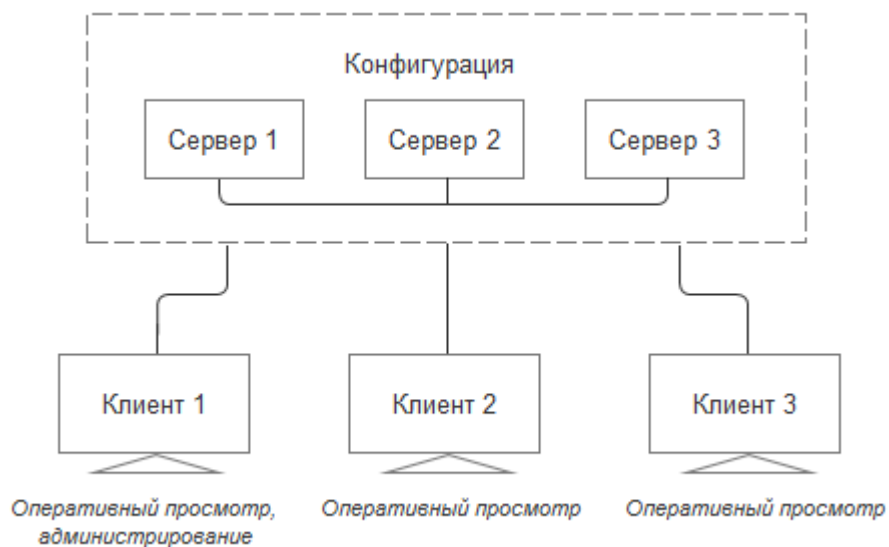 Конфигурация
Сервер 1
Сервер 2
Сервер 3
Клиент 1
Клиент 2
Клиент 3
Оперативный просмотр,
администрирование
Оперативный просмотр
Оперативный просмотр